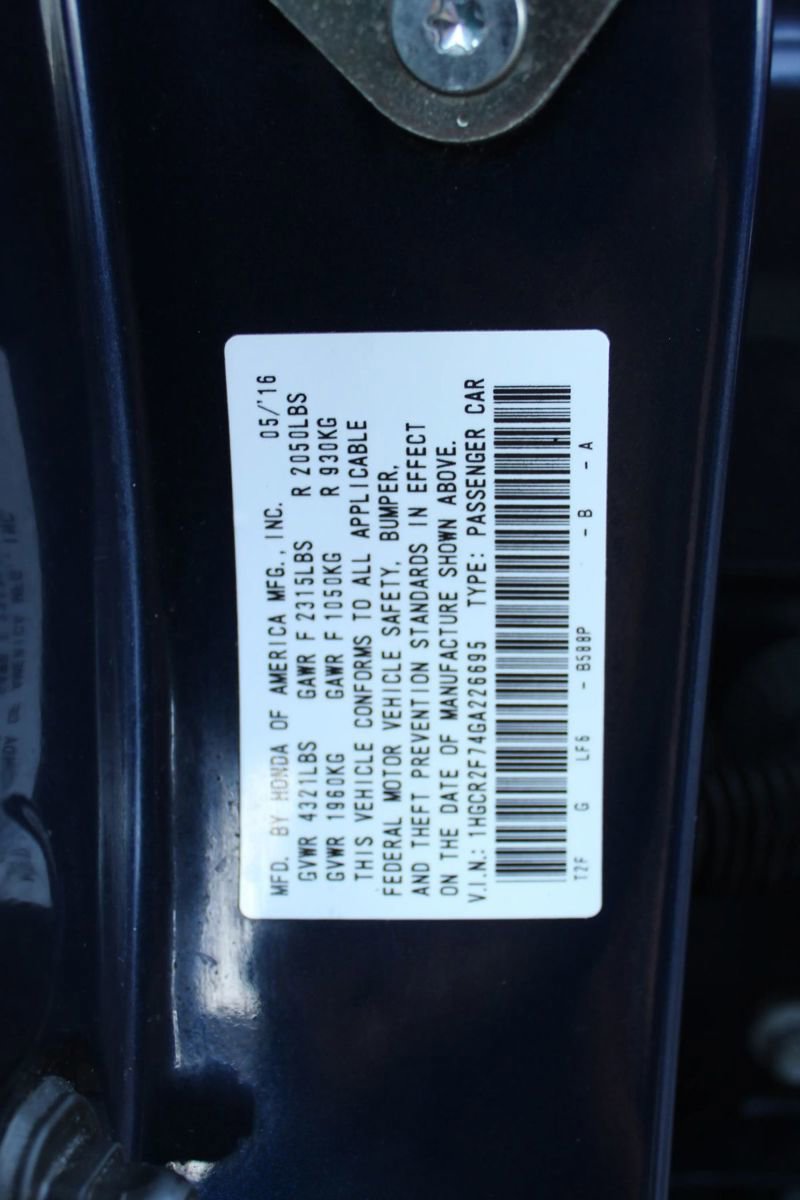 MFD. BY HONDA OF AMERICA MFG., INC. 05/'16
GVWR 4321LBS GAWR F 2315LBS R 2050LBS
GVWR 1960KG GAWR F 1050KG R 930KG
THIS VEHICLE CONFORMS TO ALL APPLICABLE
FEDERAL MOTOR VEHICLE SAFETY, BUMPER,
AND THEFT PREVENTION STANDARDS IN EFFECT
ON THE DATE OF MANUFACTURE SHOWN ABOVE.
V.I.N.: 1HGCR2F74GA226695 TYPE: PASSENGER CAR
T2F G LF6 - B588P - B - A